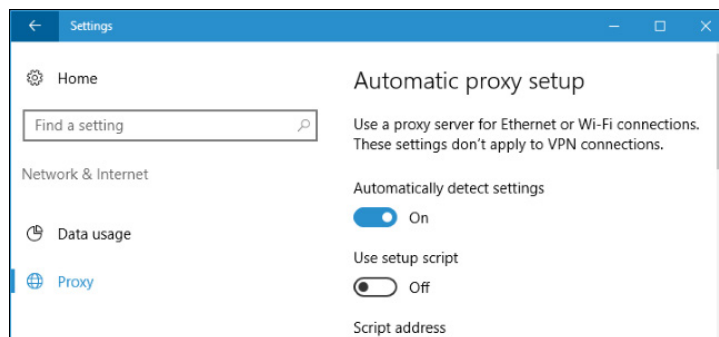 Settings
Home
Find a setting
Network & Internet
Data usage
Proxy
Automatic proxy setup
Use a proxy server for Ethernet or Wi-Fi connections.
These settings don't apply to VPN connections.
Automatically detect settings
On
Use setup script
Off
Script address